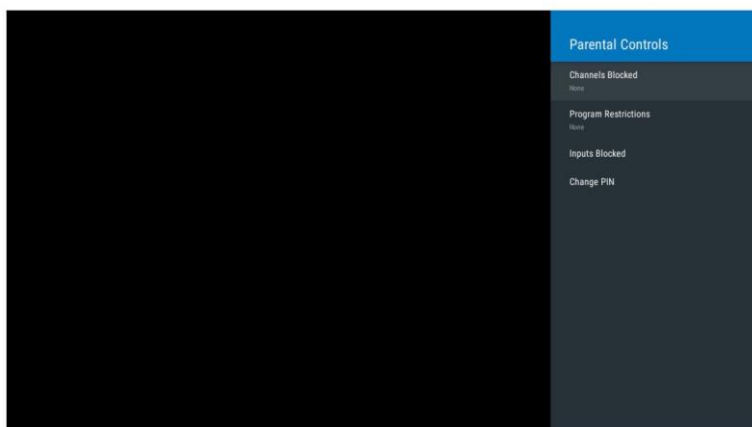 Parental Controls
Channels Blocked
None
Program Restrictions
None
Inputs Blocked
Change PIN